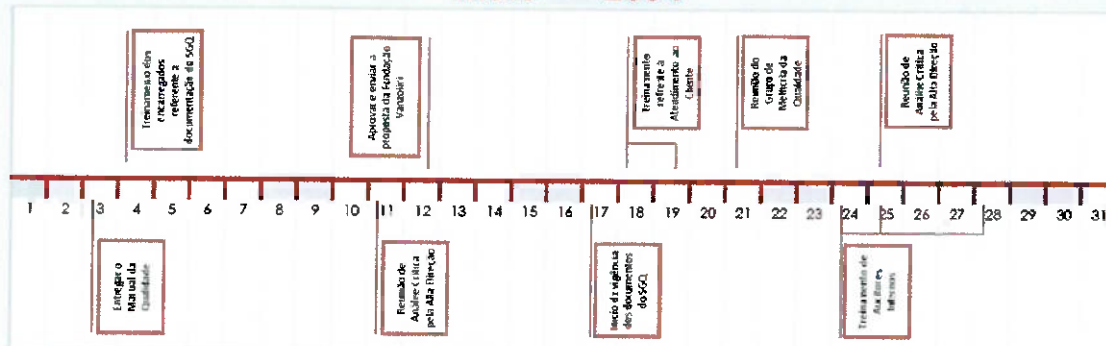 Treinamento dos
encarregados
referente a
documentação do SGQ
Aprovar e enviar a
proposta da Fundação
Vanzolini
Treinamento
refrente à
Atendimento ao
Cliente
Reunião do
Grupo de
Melhoria da
Qualidade
Reunião de
Análise Crítica
pela Alta Direção
1 2 3 4 5 6 7 8 9 10 11 12 13 14 15 16 17 18 19 20 21 22 23 24 25 26 27 28 29 30 31
Entregar o
Manual da
Qualidade
Reunião de
Análise Crítica
pela Alta Direção
Início da vigência
dos documentos
do SGQ
Treinamento de
Auditores
Internos